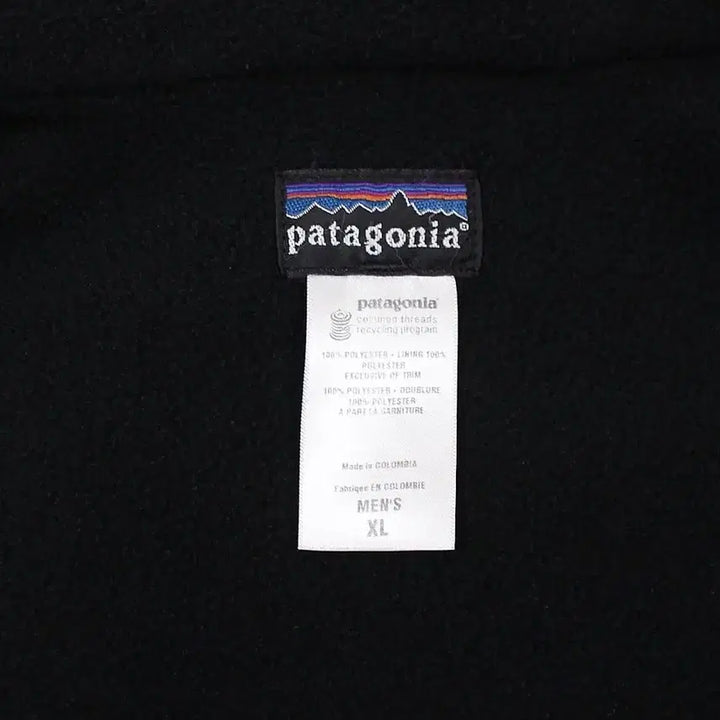 patagonia®
patagonia®
common threads
recycling program
100% POLYESTER • LINING 100%
POLYESTER
EXCLUSIVE OF TRIM
100% POLYESTER • DOUBLURE
100% POLYESTER
A PART LA GARNITURE
Made in COLOMBIA
Fabriqué EN COLOMBIE
MEN'S
XL